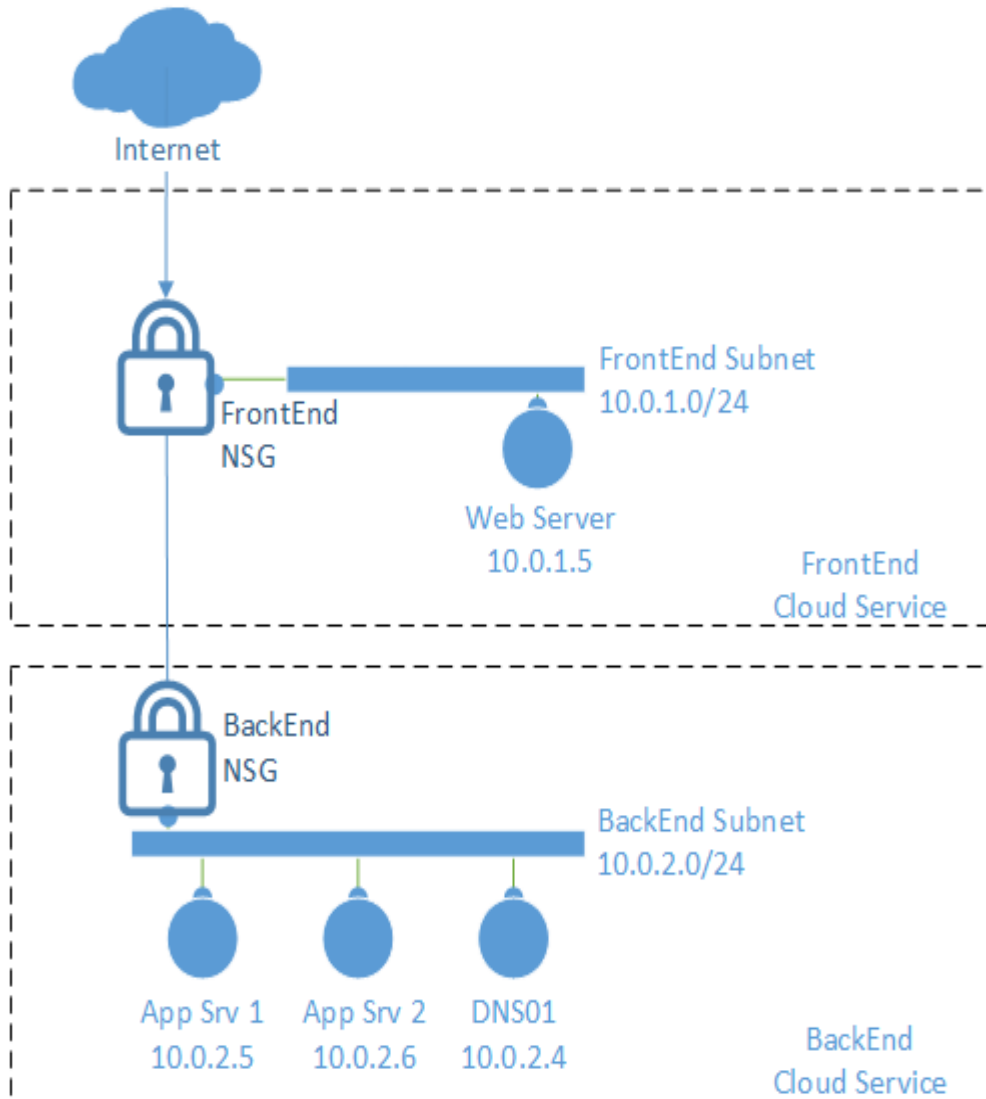 Internet
FrontEnd Subnet
10.0.1.0/24
FrontEnd
NSG
Web Server
10.0.1.5
FrontEnd
Cloud Service
BackEnd
NSG
BackEnd Subnet
10.0.2.0/24
App Srv 1
10.0.2.5
App Srv 2
10.0.2.6
DNS01
10.0.2.4
BackEnd
Cloud Service